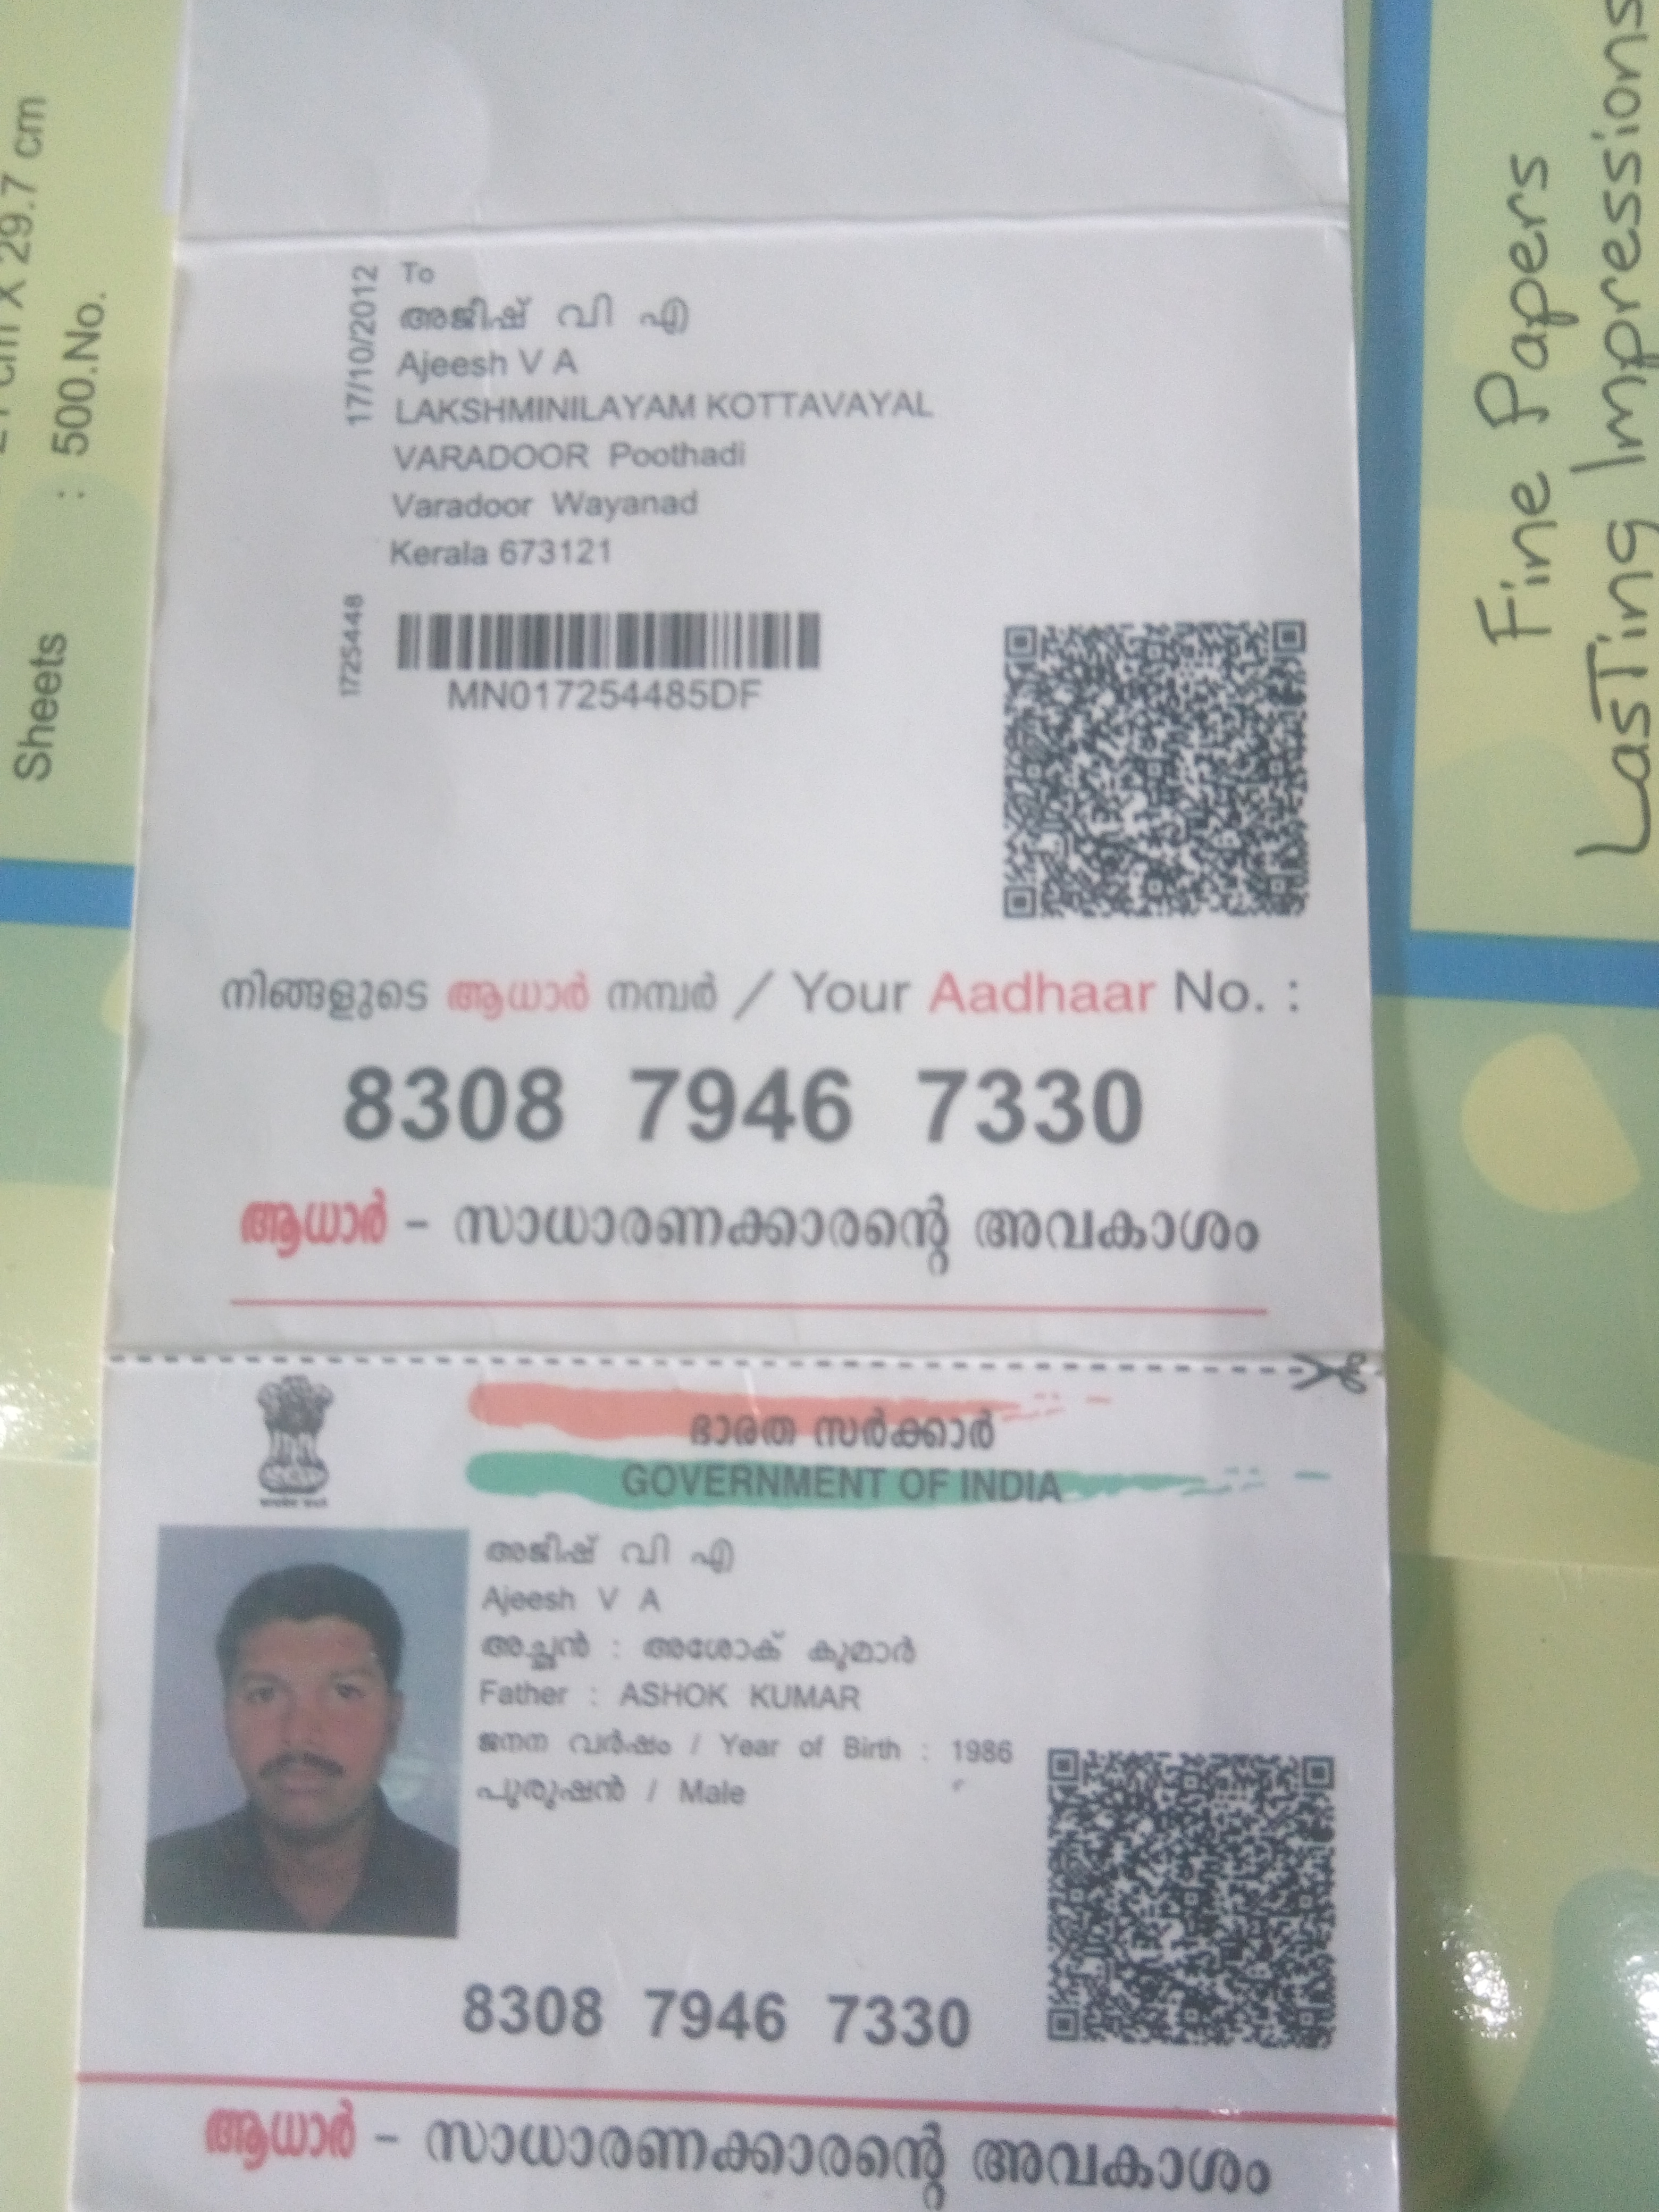 21 cm X 29.7 cm
Sheets : 500.No.
Fine Papers
Lasting Impressions
17/10/2012
To
അജീഷ് വി എ
Ajeesh V A
LAKSHMINILAYAM KOTTAVAYAL
VARADOOR Poothadi
Varadoor Wayanad
Kerala 673121
1725448
MN017254485DF
നിങ്ങളുടെ ആധാർ നമ്പർ / Your Aadhaar No. :
8308 7946 7330
ആധാർ - സാധാരണക്കാരന്റെ അവകാശം
ഭാരത സർക്കാർ
GOVERNMENT OF INDIA
അജീഷ് വി എ
Ajeesh V A
അച്ഛൻ : അശോക് കുമാർ
Father : ASHOK KUMAR
ജനന വർഷം / Year of Birth : 1986
പുരുഷൻ / Male
8308 7946 7330
ആധാർ - സാധാരണക്കാരന്റെ അവകാശം